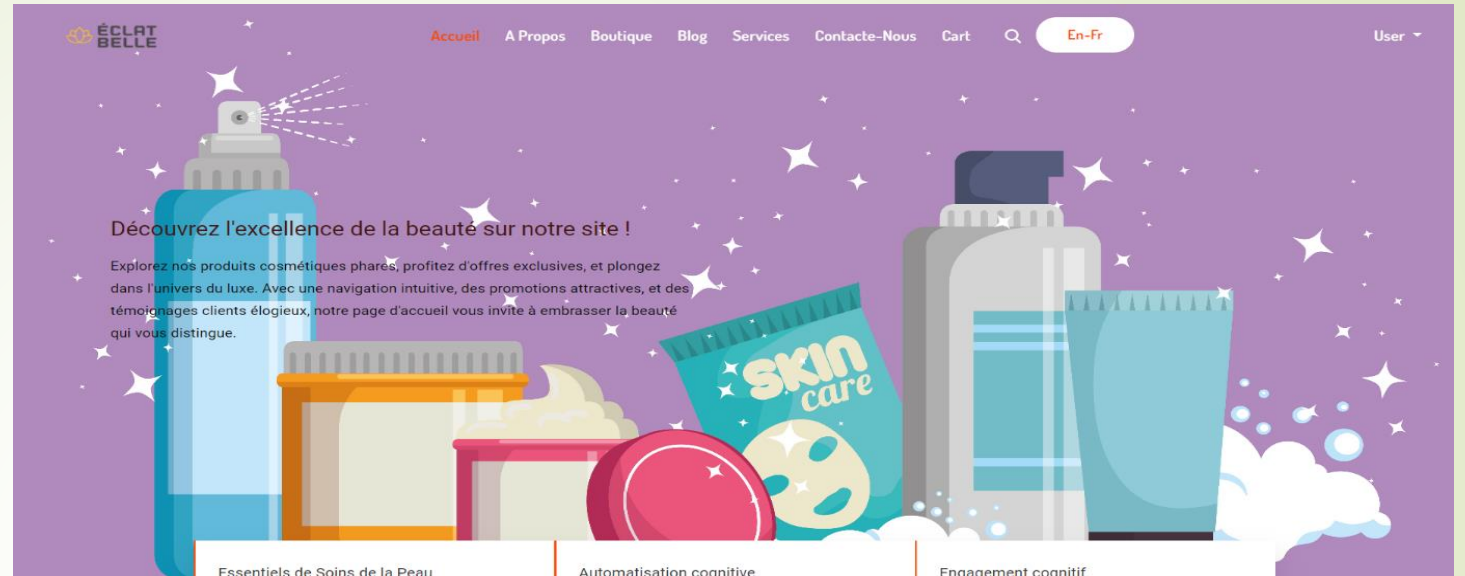 ÉCLAT
BELLE
Accueil A Propos Boutique Blog Services Contacte-Nous Cart En-Fr User
Découvrez l'excellence de la beauté sur notre site !
Explorez nos produits cosmétiques phares, profitez d'offres exclusives, et plongez
dans l'univers du luxe. Avec une navigation intuitive, des promotions attractives, et des
témoignages clients élogieux, notre page d'accueil vous invite à embrasser la beauté
qui vous distingue.
SKIN
care
Essentiels de Soins de la Peau Automatisation cognitive Engagement cognitif